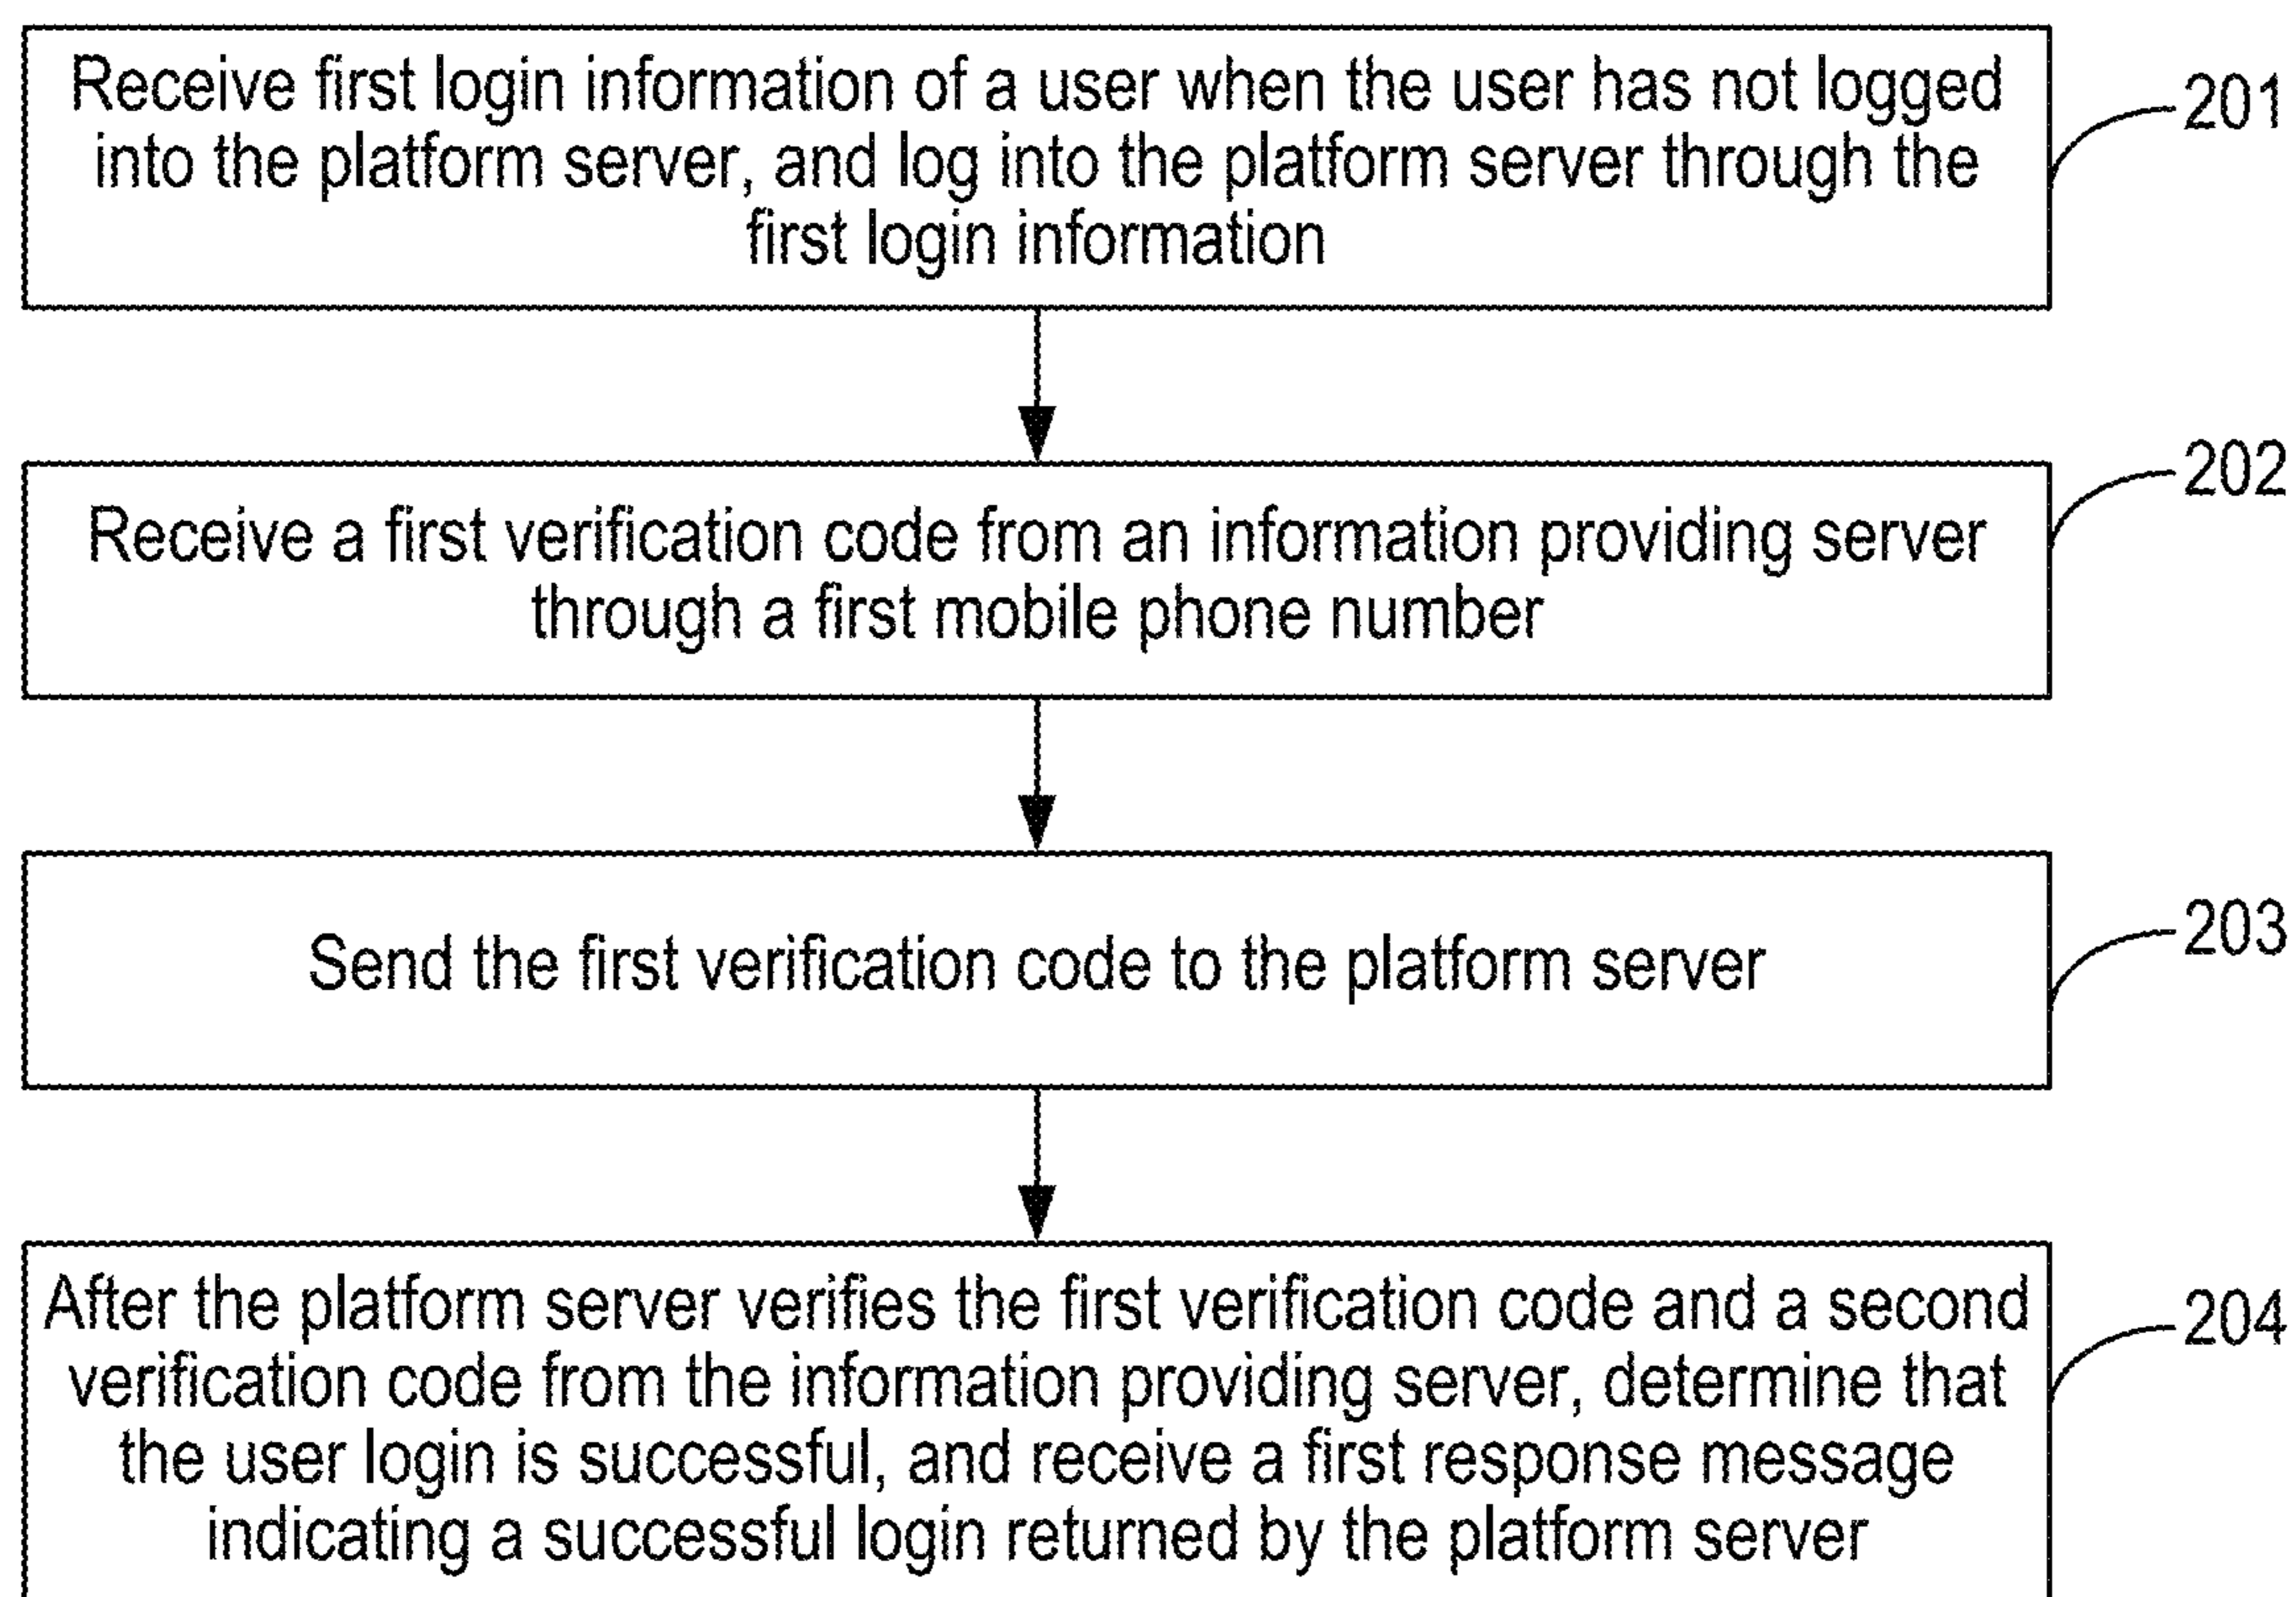 Receive first login information of a user when the user has not logged
into the platform server, and log into the platform server through the
first login information
201
Receive a first verification code from an information providing server
through a first mobile phone number
202
Send the first verification code to the platform server
203
After the platform server verifies the first verification code and a second
verification code from the information providing server, determine that
the user login is successful, and receive a first response message
indicating a successful login returned by the platform server
204